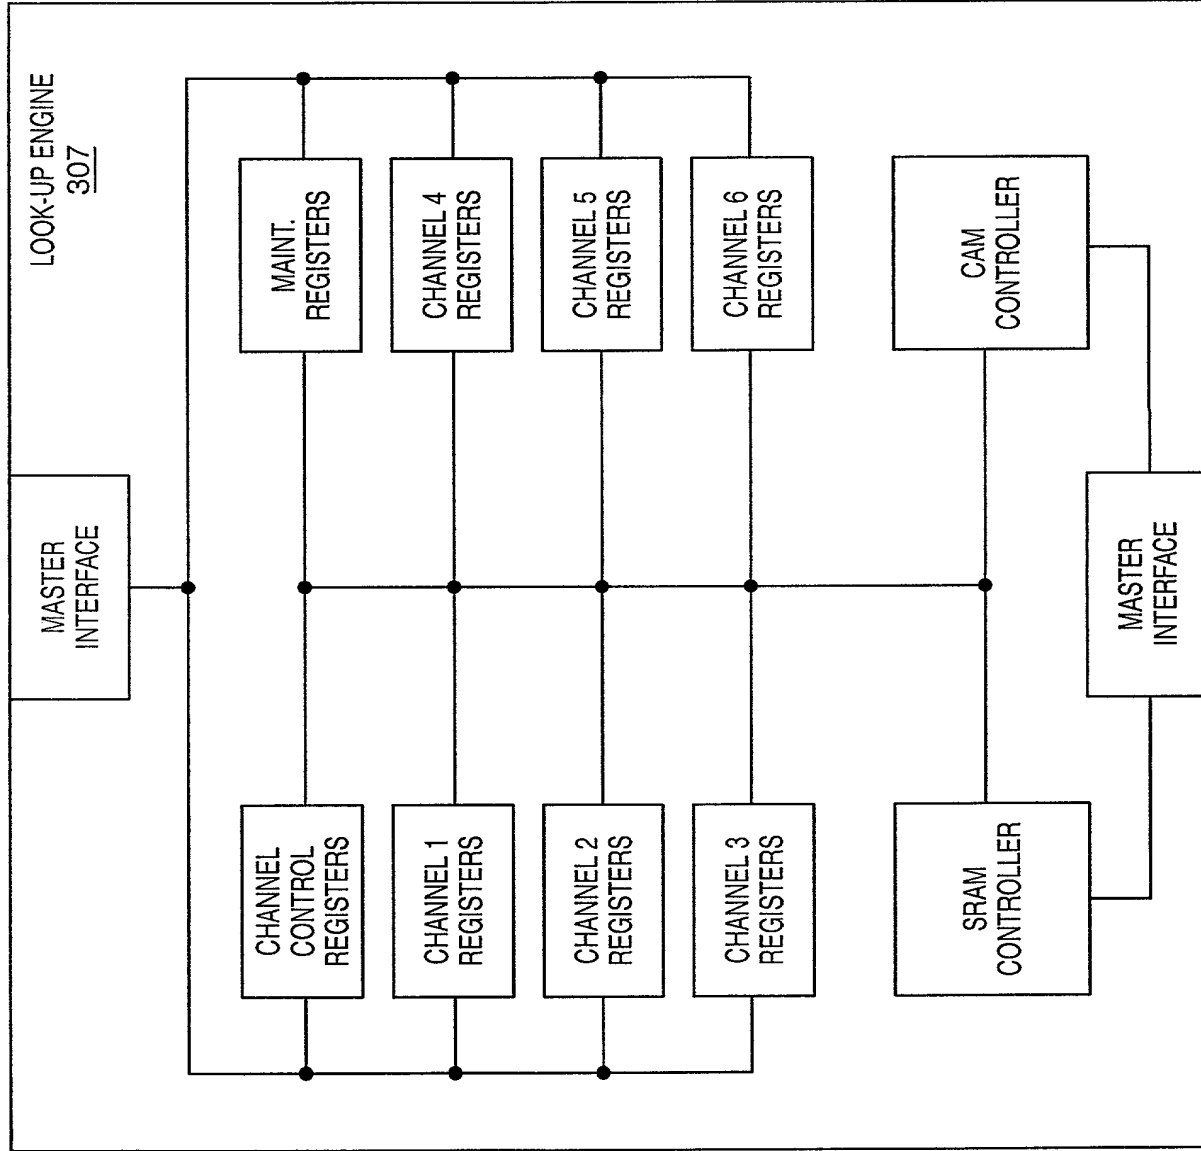 LOOK-UP ENGINE
307
MASTER
INTERFACE
CHANNEL
CONTROL
REGISTERS
MAINT.
REGISTERS
CHANNEL 1
REGISTERS
CHANNEL 4
REGISTERS
CHANNEL 2
REGISTERS
CHANNEL 5
REGISTERS
CHANNEL 3
REGISTERS
CHANNEL 6
REGISTERS
SRAM
CONTROLLER
CAM
CONTROLLER
MASTER
INTERFACE